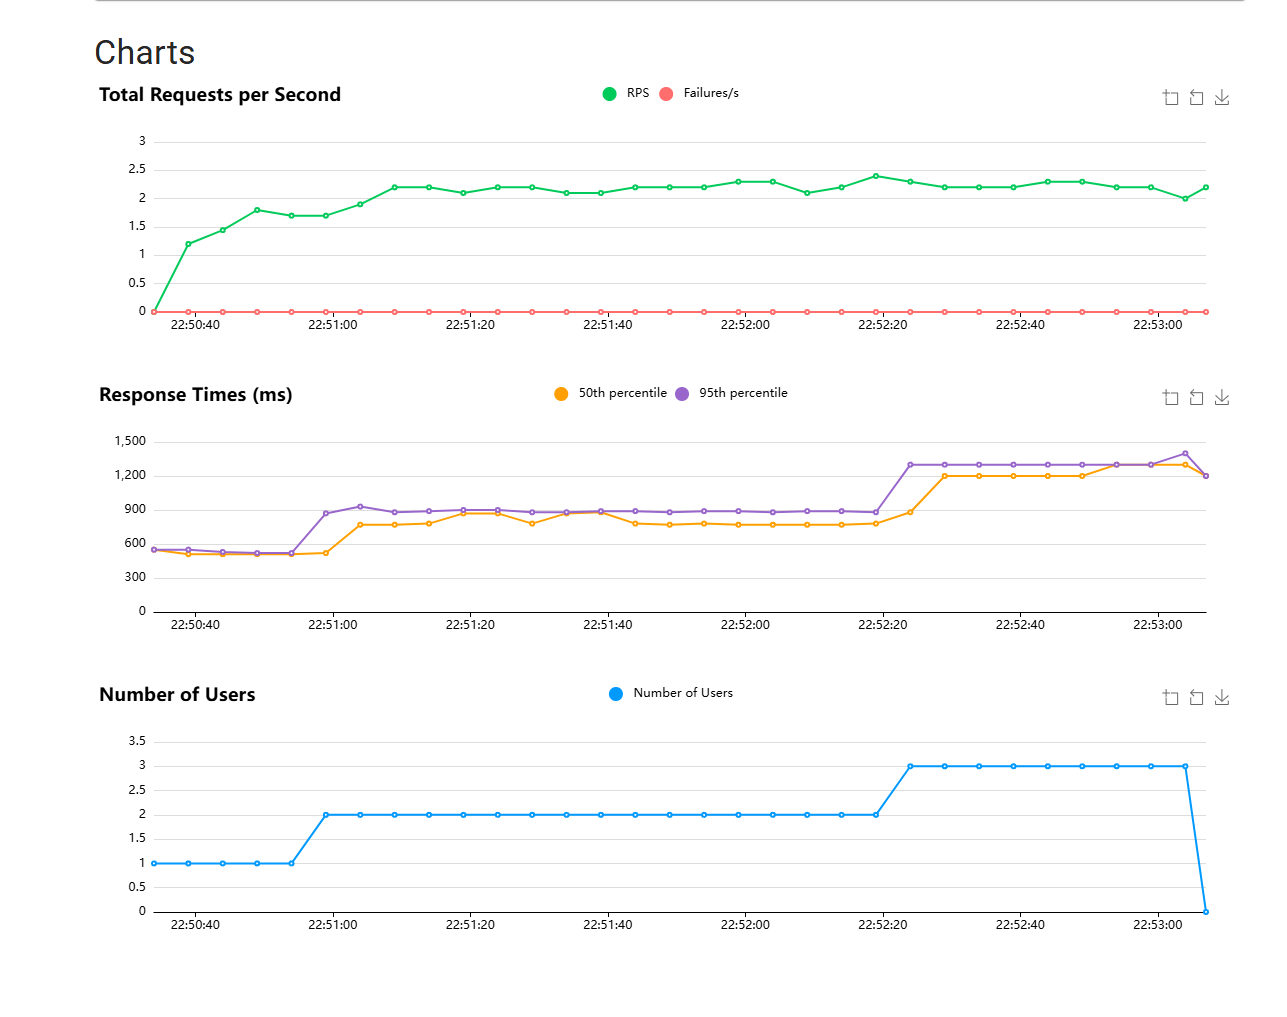 Charts
Total Requests per Second
RPS Failures/s
3
2.5
2
1.5
1
0.5
0
22:50:40 22:51:00 22:51:20 22:51:40 22:52:00 22:52:20 22:52:40 22:53:00
Response Times (ms)
50th percentile 95th percentile
1,500
1,200
900
600
300
0
22:50:40 22:51:00 22:51:20 22:51:40 22:52:00 22:52:20 22:52:40 22:53:00
Number of Users
Number of Users
3.5
3
2.5
2
1.5
1
0.5
0
22:50:40 22:51:00 22:51:20 22:51:40 22:52:00 22:52:20 22:52:40 22:53:00